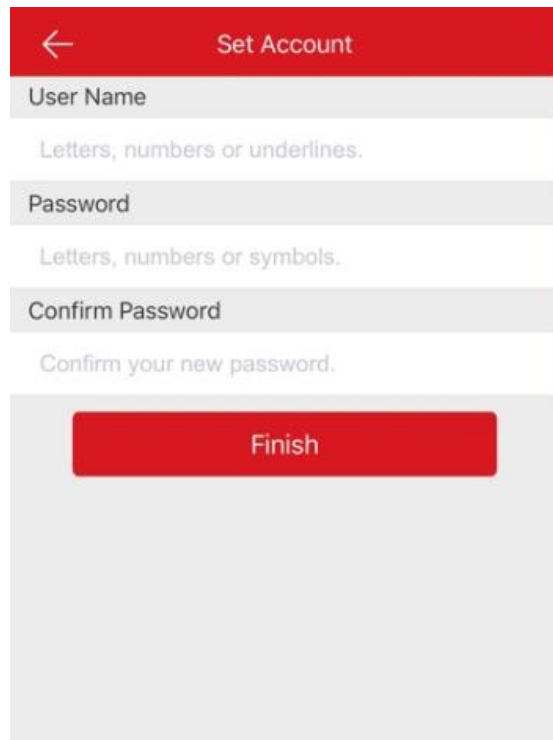 Set Account
User Name
Letters, numbers or underlines.
Password
Letters, numbers or symbols.
Confirm Password
Confirm your new password.
Finish